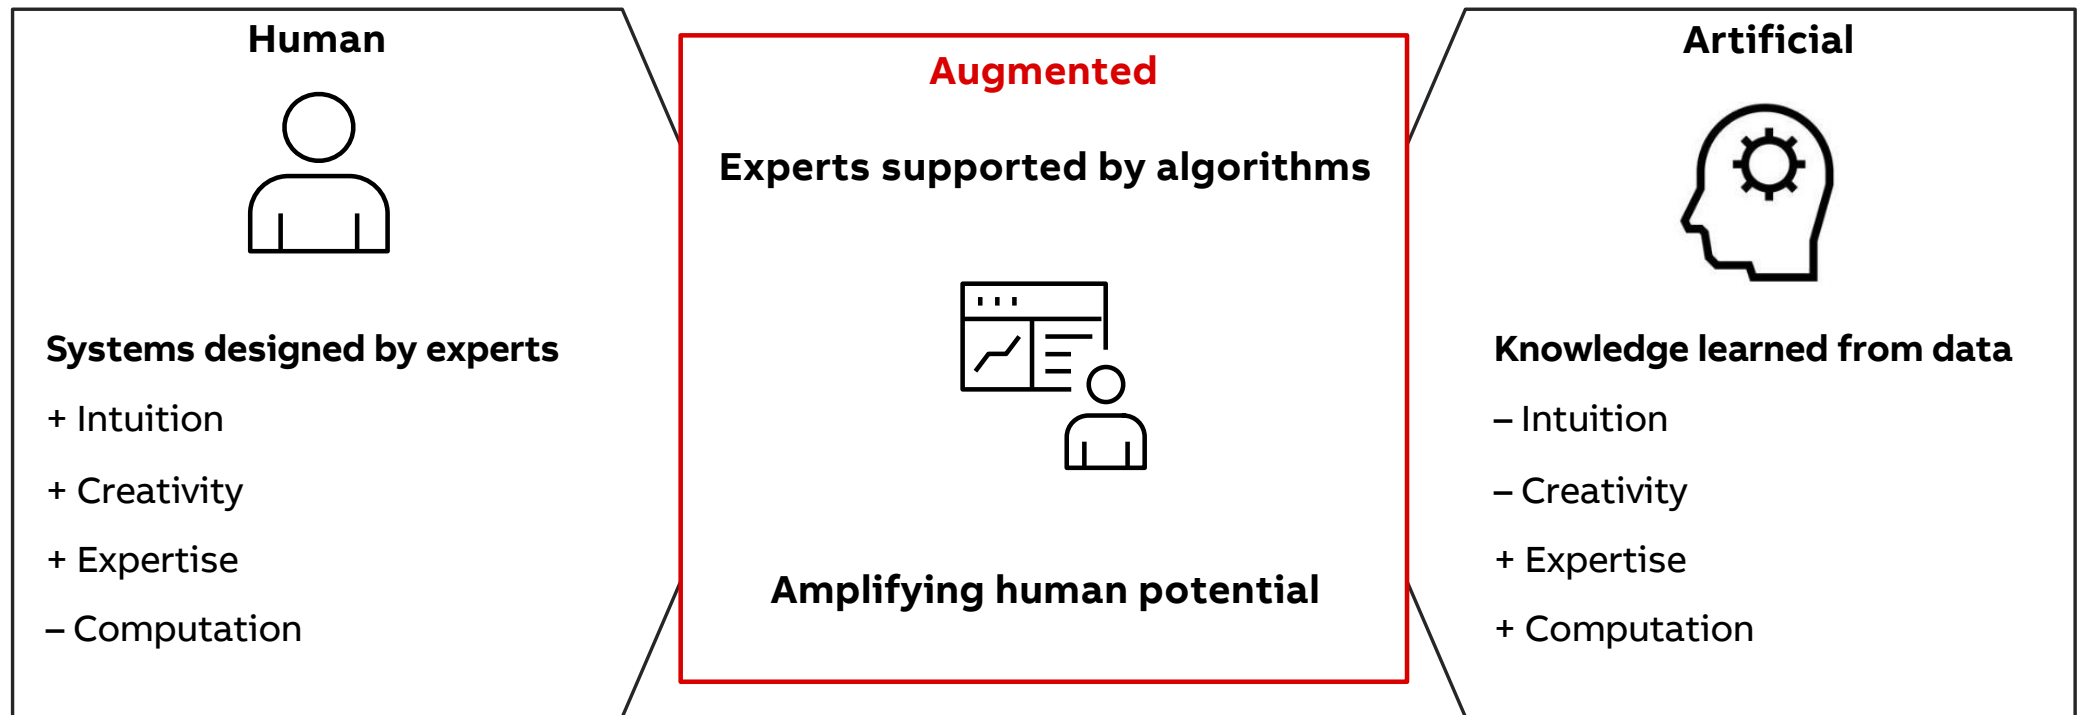 Human
Systems designed by experts
+ Intuition
+ Creativity
+ Expertise
– Computation
Augmented
Experts supported by algorithms
Amplifying human potential
Artificial
Knowledge learned from data
– Intuition
– Creativity
+ Expertise
+ Computation